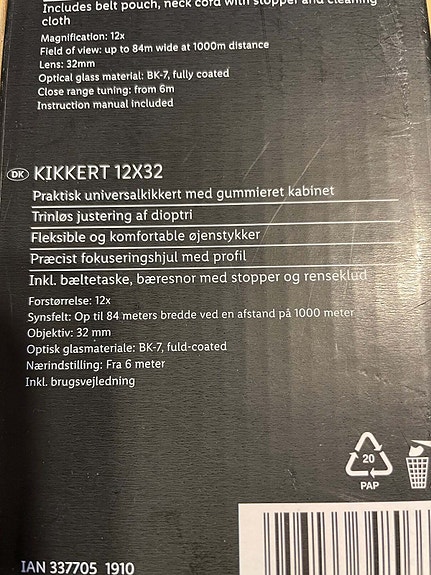 Includes belt pouch, neck cord with stopper and cleaning
cloth
Magnification: 12x
Field of view: up to 84m wide at 1000m distance
Lens: 32mm
Optical glass material: BK-7, fully coated
Close range tuning: from 6m
Instruction manual included
DK KIKKERT 12X32
Praktisk universalkikkert med gummieret kabinet
Trinløs justering af dioptri
Fleksible og komfortable øjenstykker
Præcist fokuseringshjul med profil
Inkl. bæltetaske, bæresnor med stopper og renseklud
Forstørrelse: 12x
Synsfelt: Op til 84 meters bredde ved en afstand på 1000 meter
Objektiv: 32 mm
Optisk glasmateriale: BK-7, fuld-coated
Nærindstilling: Fra 6 meter
Inkl. brugsvejledning
20
PAP
IAN 337705 1910